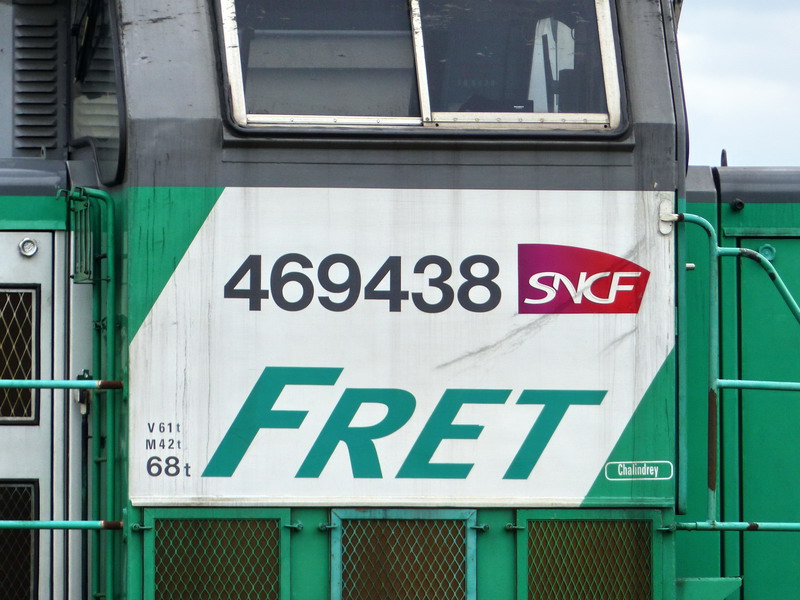 469438 SNCF
FRET
V 61 t
M 42 t
68 t
Chalindrey